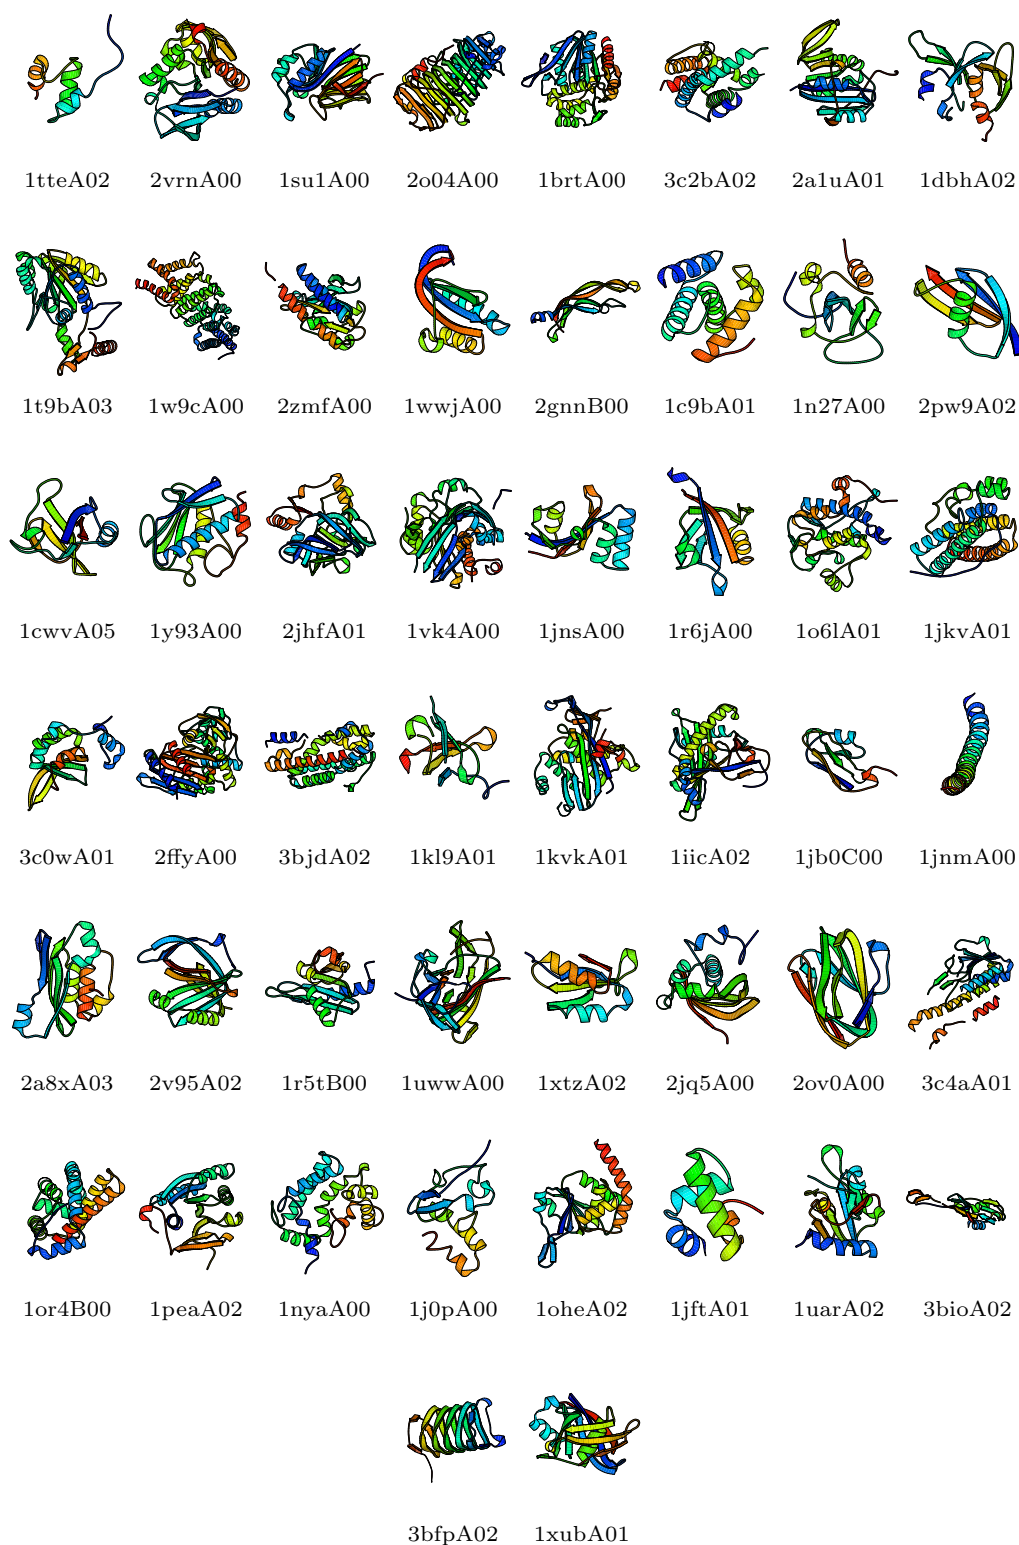 1tteA02 2vrnA00 1su1A00 2o04A00 1brtA00 3c2bA02 2a1uA01 1dbhA02
1t9bA03 1w9cA00 2zmfA00 1wwjA00 2gnnB00 1c9bA01 1n27A00 2pw9A02
1cwvA05 1y93A00 2jhfA01 1vk4A00 1jnsA00 1r6jA00 1o6lA01 1jkvA01
3c0wA01 2ffyA00 3bjdA02 1kl9A01 1kvkA01 1iicA02 1jb0C00 1jnmA00
2a8xA03 2v95A02 1r5tB00 1uwwA00 1xtzA02 2jq5A00 2ov0A00 3c4aA01
1or4B00 1peaA02 1nyaA00 1j0pA00 1oheA02 1jftA01 1uarA02 3bioA02
3bfpA02 1xubA01